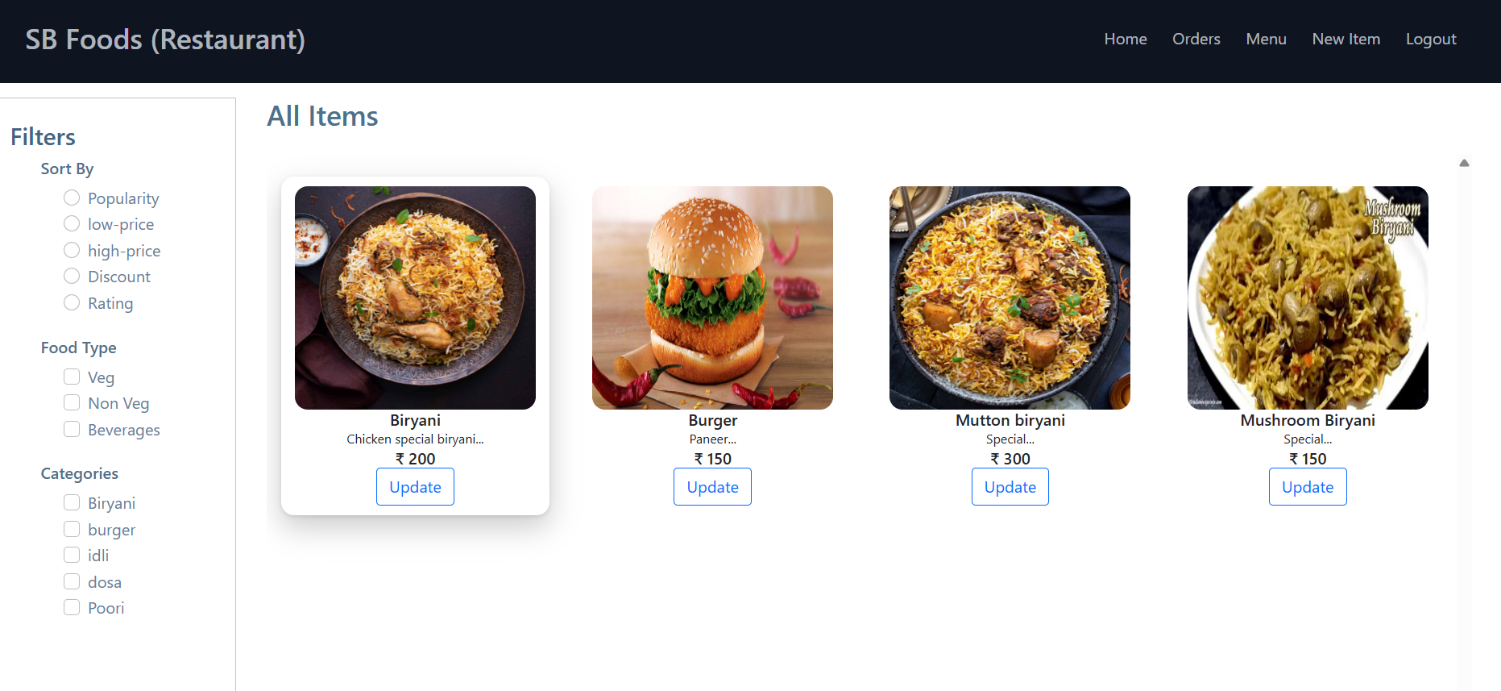 SB Foods (Restaurant)
Home Orders Menu New Item Logout
Filters
Sort By
Popularity
low-price
high-price
Discount
Rating
Food Type
Veg
Non Veg
Beverages
Categories
Biryani
burger
idli
dosa
Poori
All Items
Biryani
Chicken special biryani...
₹ 200
Update
Burger
Paneer...
₹ 150
Update
Mutton biryani
Special...
₹ 300
Update
Mushroom
Biryani
Mushroom Biryani
Special...
₹ 150
Update